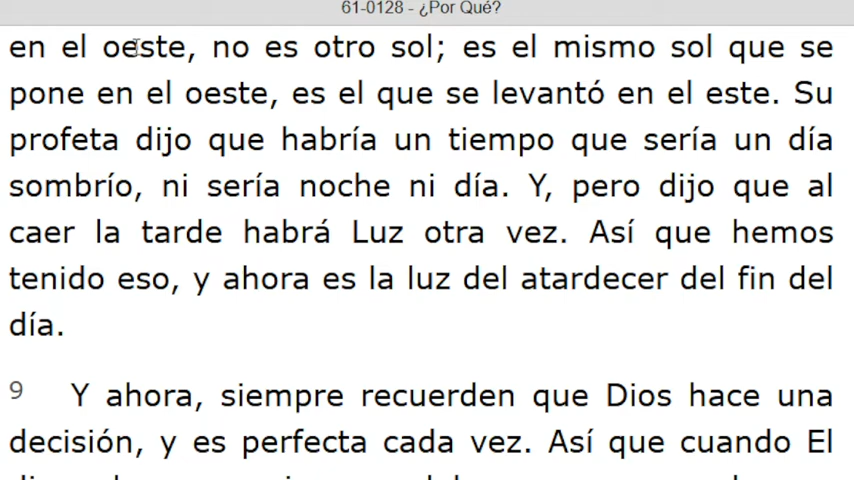 61-0128 - ¿Por Qué?
en el oeste, no es otro sol; es el mismo sol que se
pone en el oeste, es el que se levantó en el este. Su
profeta dijo que habría un tiempo que sería un día
sombrío, ni sería noche ni día. Y, pero dijo que al
caer la tarde habrá Luz otra vez. Así que hemos
tenido eso, y ahora es la luz del atardecer del fin del
día.
9 Y ahora, siempre recuerden que Dios hace una
decisión, y es perfecta cada vez. Así que cuando El